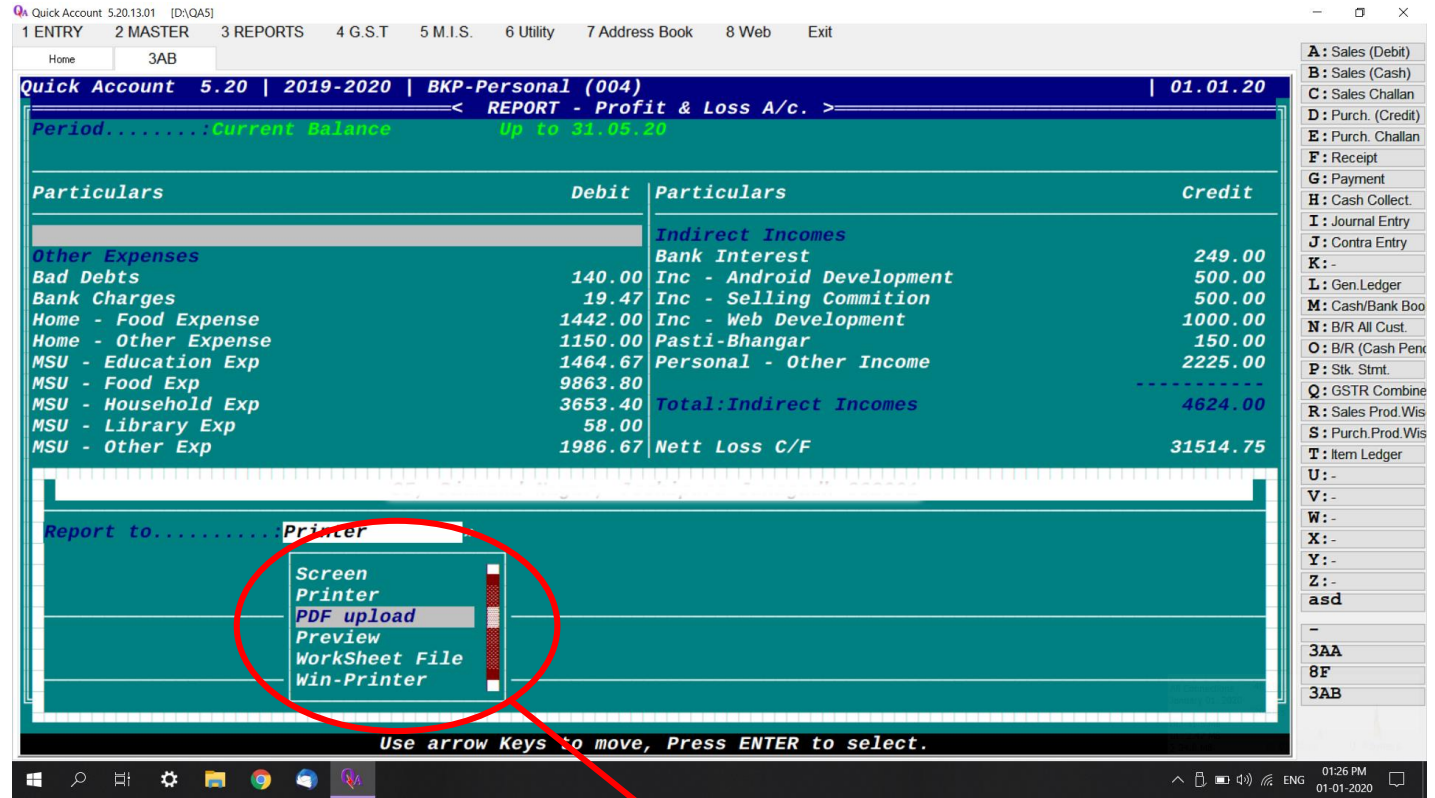 Quick Account 5.20.13.01 [D:\QA5]
1 ENTRY 2 MASTER 3 REPORTS 4 G.S.T 5 M.I.S. 6 Utility 7 Address Book 8 Web Exit
Home 3AB
Quick Account 5.20 | 2019-2020 | BKP-Personal (004) | 01.01.20
< REPORT - Profit & Loss A/c. >
Period........:Current Balance Up to 31.05.20
Particulars Debit Particulars Credit
Indirect Incomes
Other Expenses Bank Interest 249.00
Bad Debts 140.00 Inc - Android Development 500.00
Bank Charges 19.47 Inc - Selling Commition 500.00
Home - Food Expense 1442.00 Inc - Web Development 1000.00
Home - Other Expense 1150.00 Pasti-Bhangar 150.00
MSU - Education Exp 1464.67 Personal - Other Income 2225.00
MSU - Food Exp 9863.80 -----------
MSU - Household Exp 3653.40 Total:Indirect Incomes 4624.00
MSU - Library Exp 58.00
MSU - Other Exp 1986.67 Nett Loss C/F 31514.75
Report to..........:Printer
Screen
Printer
PDF upload
Preview
WorkSheet File
Win-Printer
Use arrow Keys to move, Press ENTER to select.
A: Sales (Debit)
B: Sales (Cash)
C: Sales Challan
D: Purch. (Credit)
E: Purch. Challan
F: Receipt
G: Payment
H: Cash Collect.
I: Journal Entry
J: Contra Entry
K: -
L: Gen.Ledger
M: Cash/Bank Boo
N: B/R All Cust.
O: B/R (Cash Pen
P: Stk. Stmt.
Q: GSTR Combine
R: Sales Prod.Wis
S: Purch.Prod.Wis
T: Item Ledger
U: -
V: -
W: -
X: -
Y: -
Z: -
asd
-
3AA
8F
3AB
ENG 01:26 PM
01-01-2020